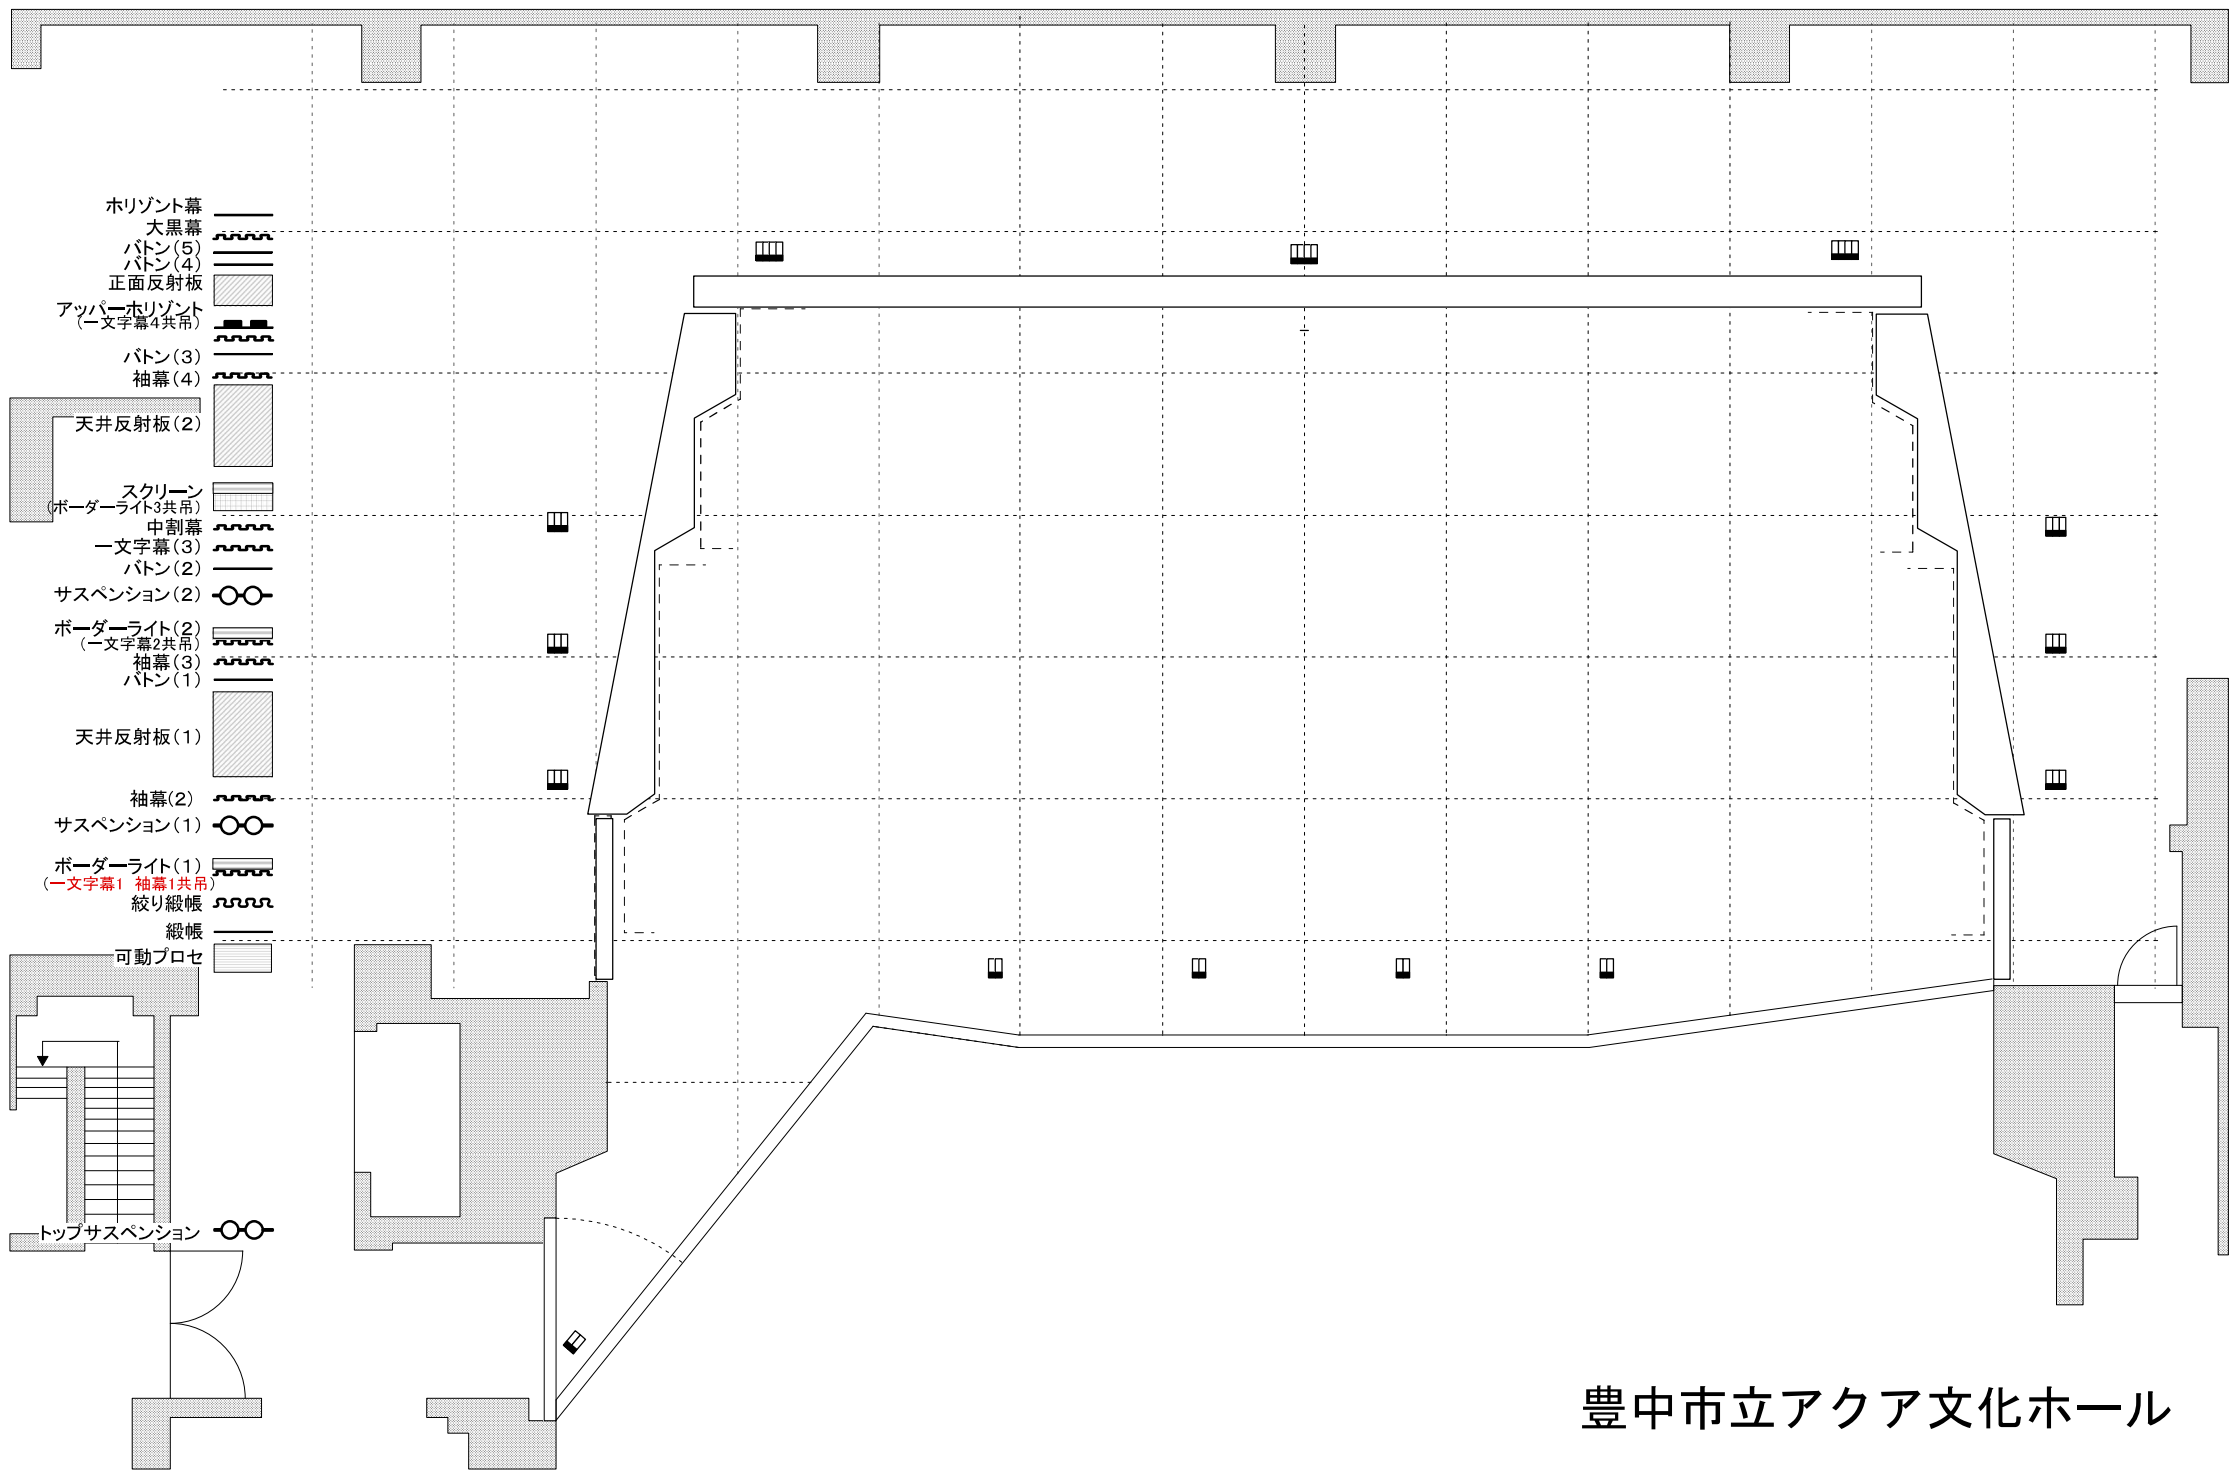 ホリゾント幕
大黒幕
バトン(5)
バトン(4)
正面反射板
アッパーホリゾント
(一文字幕4共吊)
バトン(3)
袖幕(4)
天井反射板(2)
スクリーン
(ボーダーライト3共吊)
中割幕
一文字幕(3)
バトン(2)
サスペンション(2)
ボーダーライト(2)
(一文字幕2共吊)
袖幕(3)
バトン(1)
天井反射板(1)
袖幕(2)
サスペンション(1)
ボーダーライト(1)
(一文字幕1 袖幕1共吊)
絞り緞帳
緞帳
可動プロセ
トップサスペンション
豊中市立アクア文化ホール